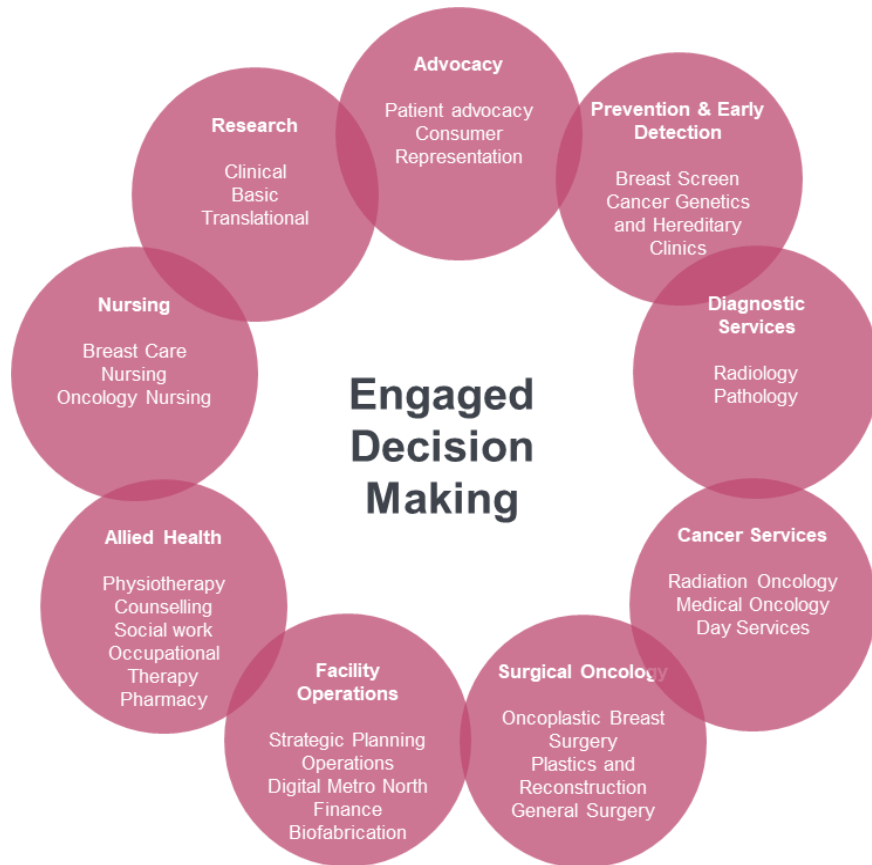 Advocacy
Patient advocacy
Consumer
Representation
Prevention & Early
Detection
Breast Screen
Cancer Genetics
and Hereditary
Clinics
Diagnostic
Services
Radiology
Pathology
Cancer Services
Radiation Oncology
Medical Oncology
Day Services
Surgical Oncology
Oncoplastic Breast
Surgery
Plastics and
Reconstruction
General Surgery
Facility
Operations
Strategic Planning
Operations
Digital Metro North
Finance
Biofabrication
Allied Health
Physiotherapy
Counselling
Social work
Occupational
Therapy
Pharmacy
Nursing
Breast Care
Nursing
Oncology Nursing
Research
Clinical
Basic
Translational
Engaged
Decision
Making